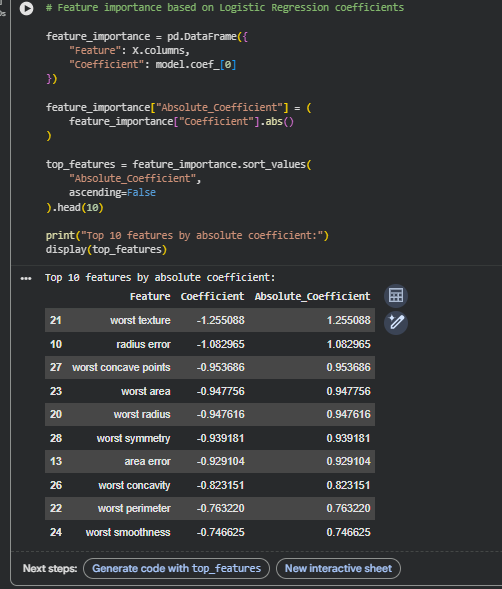 # Feature importance based on Logistic Regression coefficients
feature_importance = pd.DataFrame({
"Feature": X.columns,
"Coefficient": model.coef_[0]
})
feature_importance["Absolute_Coefficient"] = (
feature_importance["Coefficient"].abs()
)
top_features = feature_importance.sort_values(
"Absolute_Coefficient",
ascending=False
).head(10)
print("Top 10 features by absolute coefficient:")
display(top_features)
... Top 10 features by absolute coefficient:
Feature Coefficient Absolute_Coefficient
21 worst texture -1.255088 1.255088
10 radius error -1.082965 1.082965
27 worst concave points -0.953686 0.953686
23 worst area -0.947756 0.947756
20 worst radius -0.947616 0.947616
28 worst symmetry -0.939181 0.939181
13 area error -0.929104 0.929104
26 worst concavity -0.823151 0.823151
22 worst perimeter -0.763220 0.763220
24 worst smoothness -0.746625 0.746625
Next steps: Generate code with top_features New interactive sheet